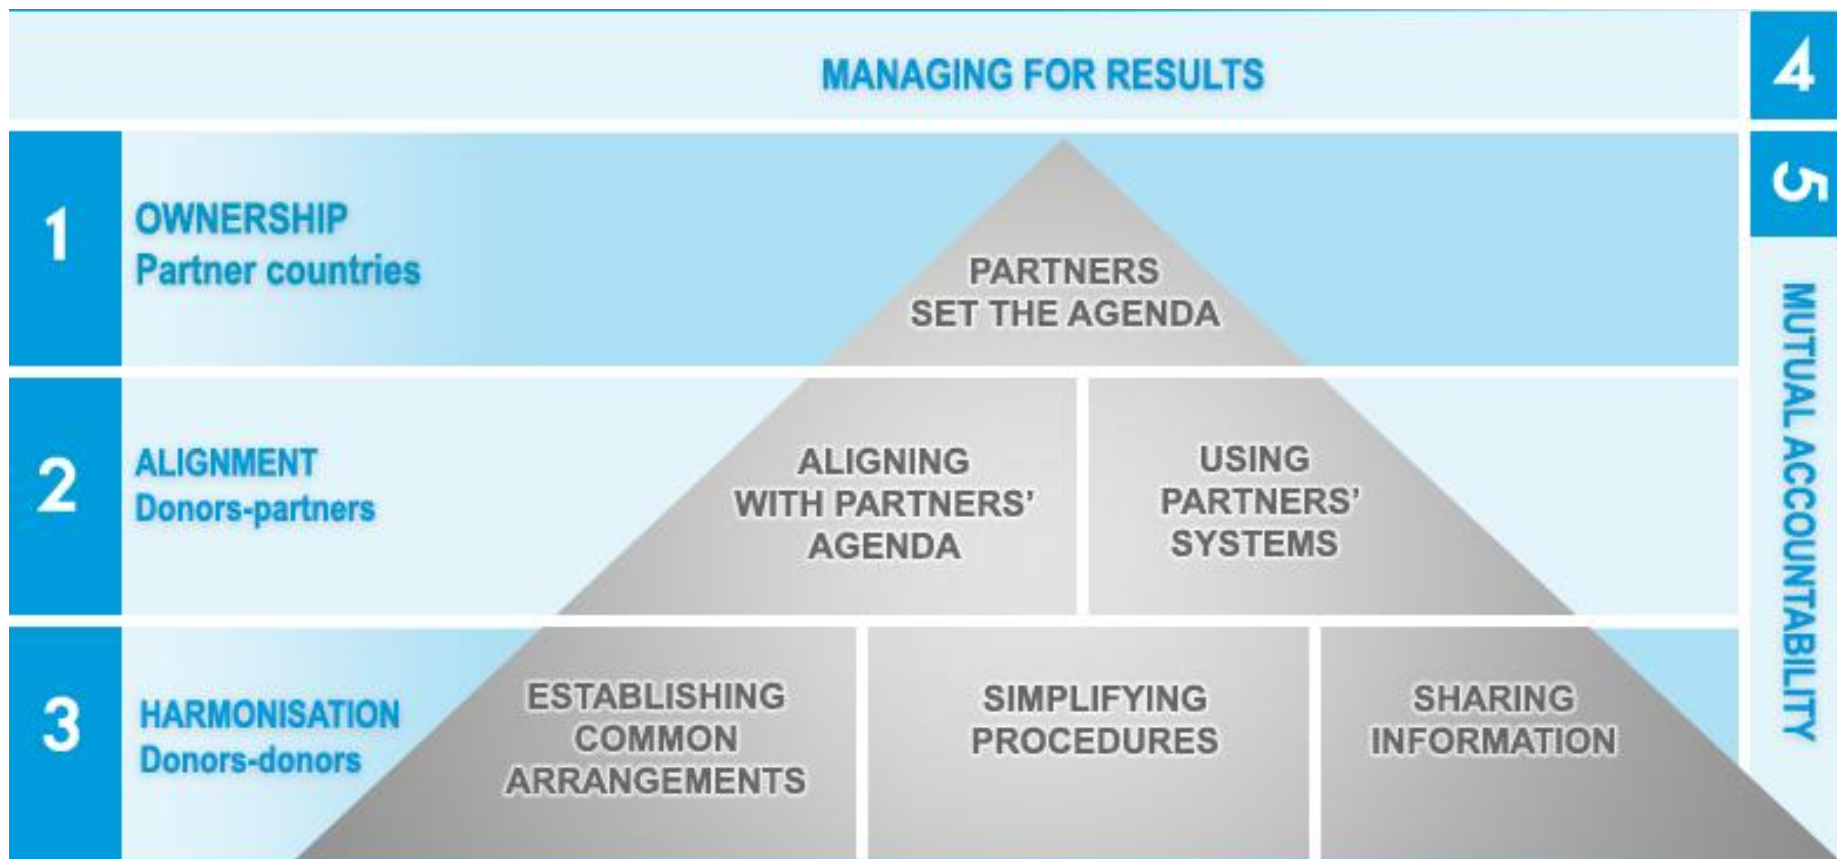 MANAGING FOR RESULTS
4
1
OWNERSHIP
Partner countries
PARTNERS
SET THE AGENDA
5
MUTUAL ACCOUNTABILITY
2
ALIGNMENT
Donors-partners
ALIGNING
WITH PARTNERS’
AGENDA
USING
PARTNERS’
SYSTEMS
3
HARMONISATION
Donors-donors
ESTABLISHING
COMMON
ARRANGEMENTS
SIMPLIFYING
PROCEDURES
SHARING
INFORMATION